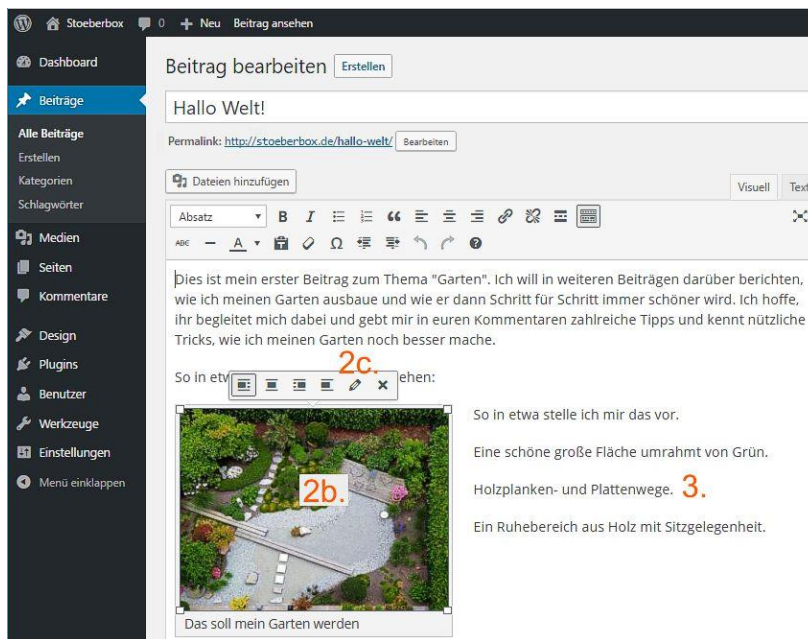 Stoeberbox 0 Neu Beitrag ansehen
Dashboard
Beiträge
Alle Beiträge
Erstellen
Kategorien
Schlagwörter
Medien
Seiten
Kommentare
Design
Plugins
Benutzer
Werkzeuge
Einstellungen
Menü einklappen
Beitrag bearbeiten Erstellen
Hallo Welt!
Permalink: http://stoeberbox.de/hallo-welt/ Bearbeiten
Dateien hinzufügen
Visuell Text
Absatz B I
ABC A Ω
Dies ist mein erster Beitrag zum Thema "Garten". Ich will in weiteren Beiträgen darüber berichten,
wie ich meinen Garten ausbaue und wie er dann Schritt für Schritt immer schöner wird. Ich hoffe,
ihr begleitet mich dabei und gebt mir in euren Kommentaren zahlreiche Tipps und kennt nützliche
Tricks, wie ich meinen Garten noch besser mache.
2c.
So in ehen:
2b.
So in etwa stelle ich mir das vor.
Eine schöne große Fläche umrahmt von Grün.
Holzplanken- und Plattenwege. 3.
Ein Ruhebereich aus Holz mit Sitzgelegenheit.
Das soll mein Garten werden